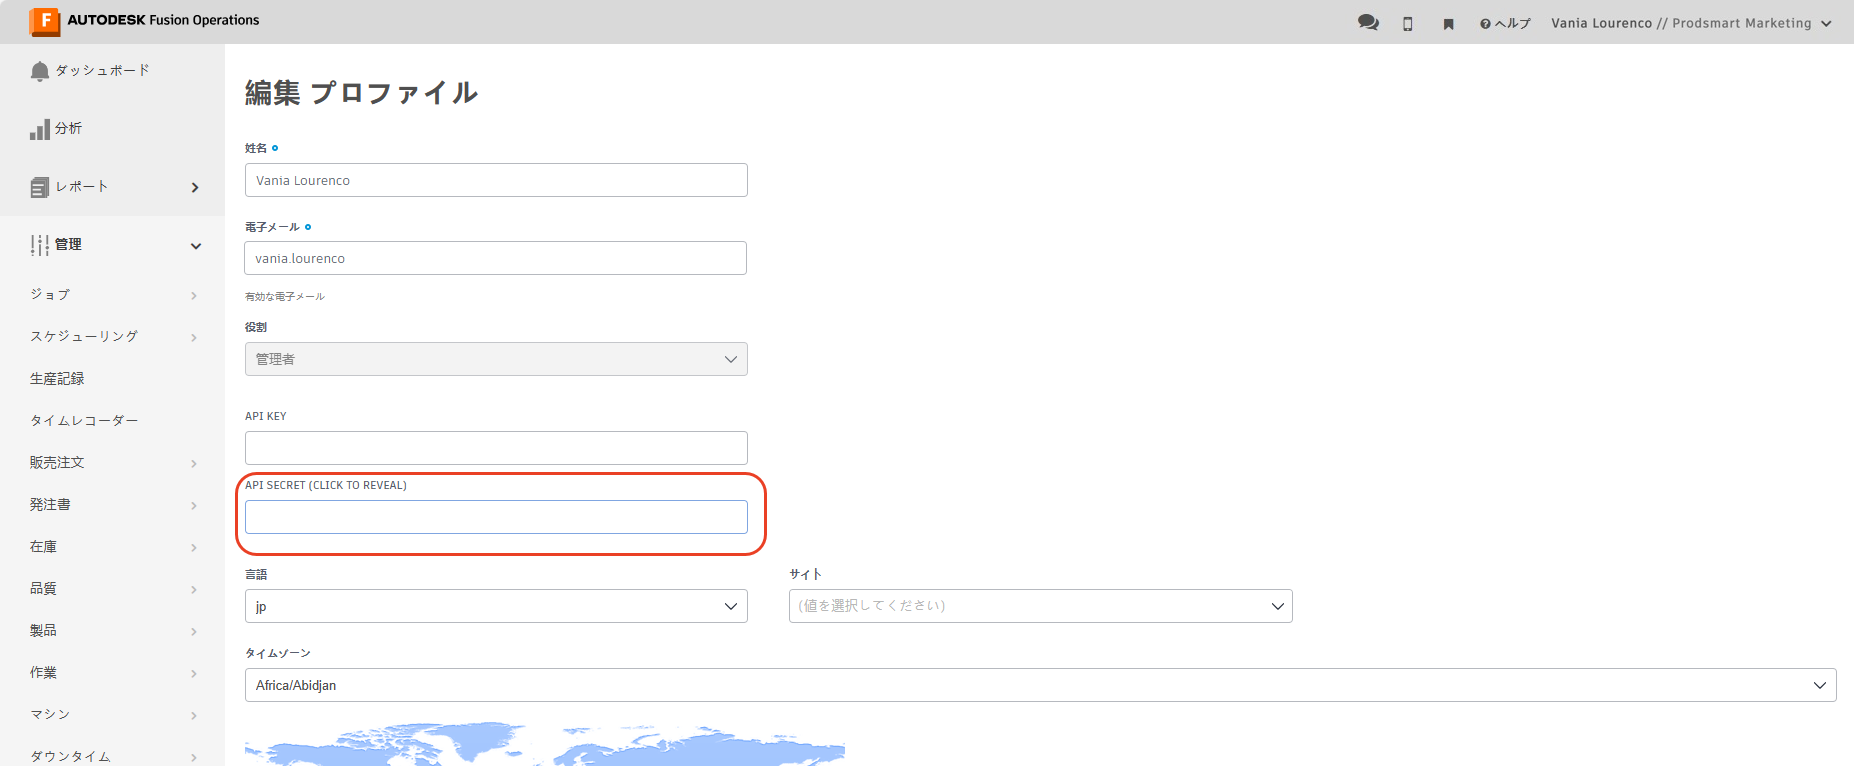 AUTODESK Fusion Operations
ヘルプ
Vania Lourenco // Prodsmart Marketing
ダッシュボード
分析
レポート
管理
ジョブ
スケジューリング
生産記録
タイムレコーダー
販売注文
発注書
在庫
品質
製品
作業
マシン
ダウンタイム
編集 プロファイル
姓名
Vania Lourenco
電子メール
vania.lourenco
有効な電子メール
役割
管理者
API KEY
API SECRET (CLICK TO REVEAL)
言語
jp
サイト
(値を選択してください)
タイムゾーン
Africa/Abidjan